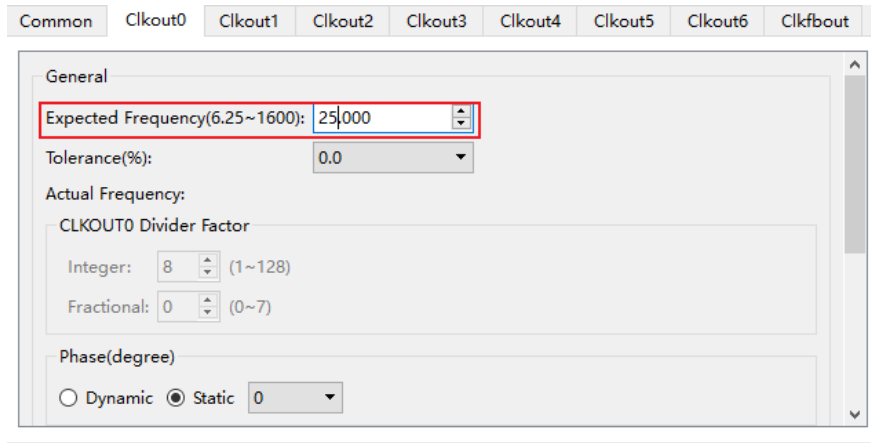 Common Clkout0 Clkout1 Clkout2 Clkout3 Clkout4 Clkout5 Clkout6 Clkfbout
General
Expected Frequency(6.25~1600): 25.000
Tolerance(%): 0.0
Actual Frequency:
CLKOUT0 Divider Factor
Integer: 8 (1~128)
Fractional: 0 (0~7)
Phase(degree)
Dynamic Static 0